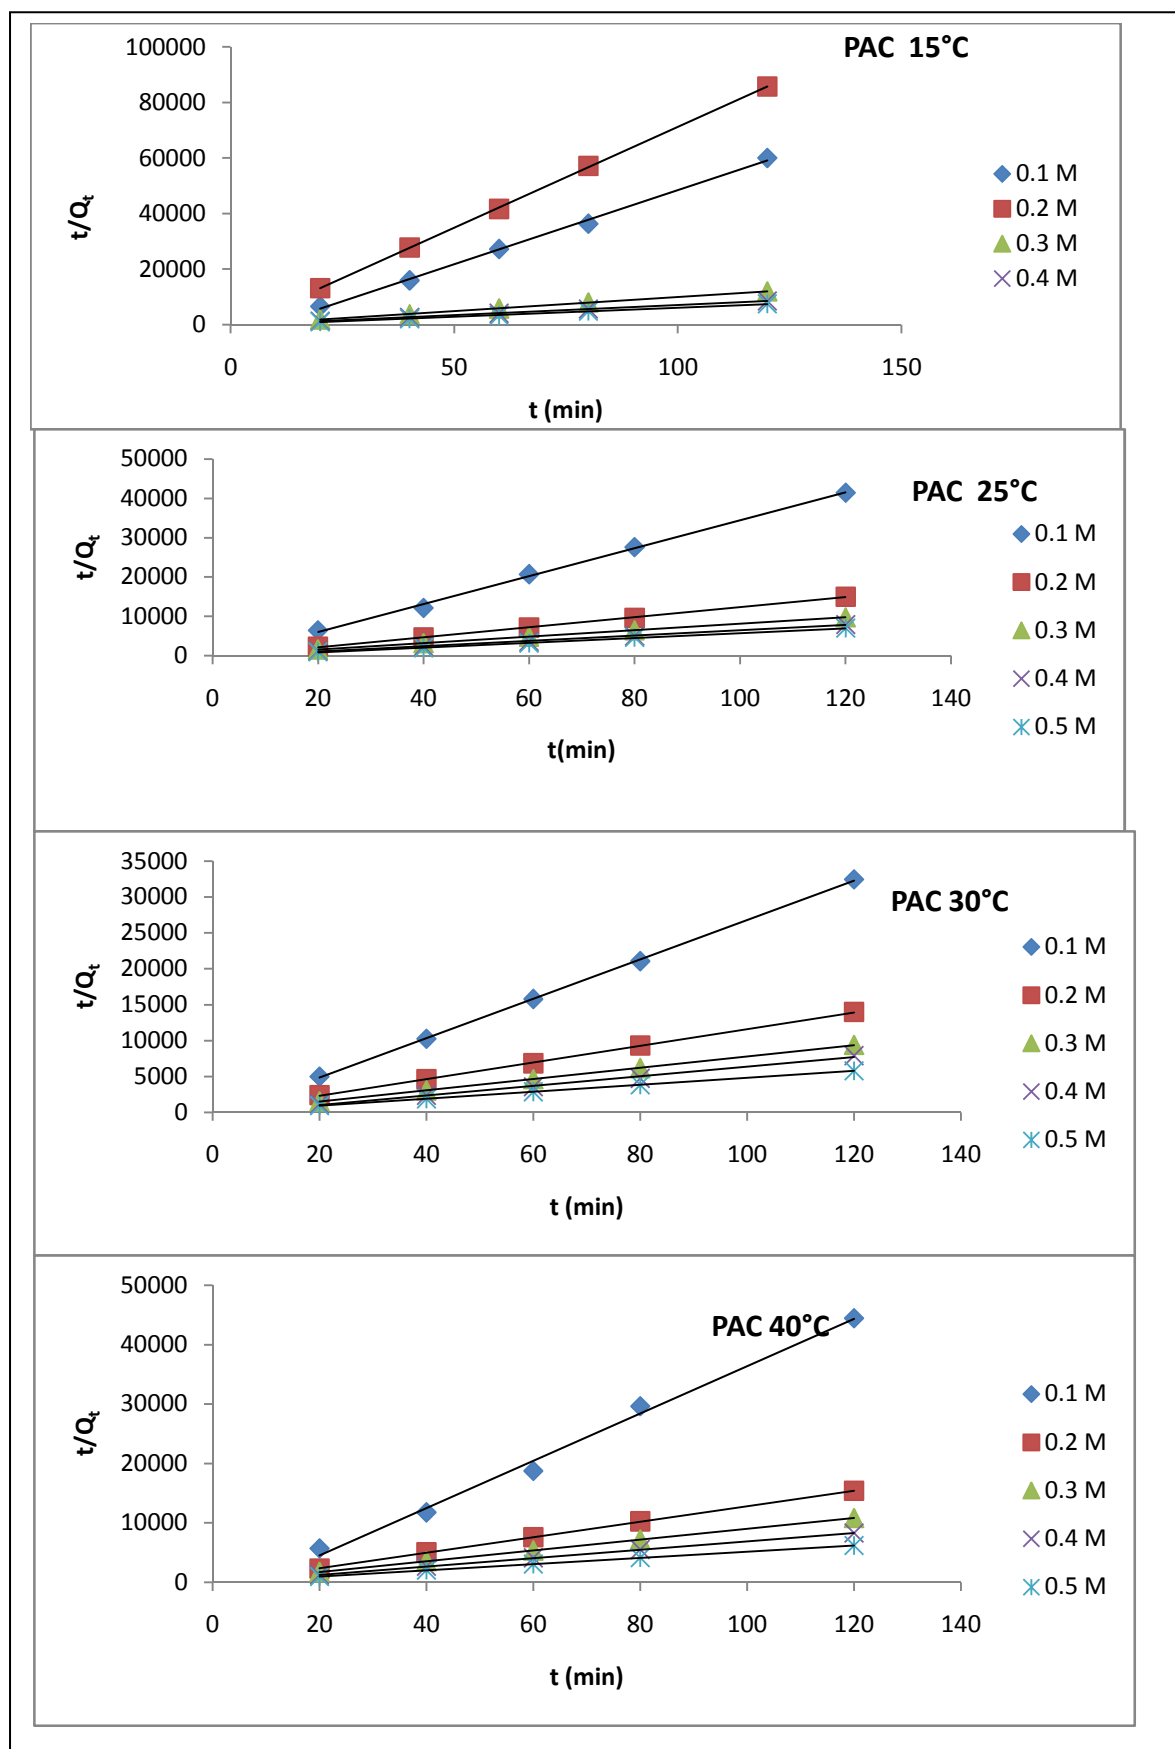 PAC 15°C
100000
80000
60000
40000
20000
0
t/Qt
0 50 100 150
t (min)
0.1 M
0.2 M
0.3 M
0.4 M
PAC 25°C
50000
40000
30000
20000
10000
0
t/Qt
0 20 40 60 80 100 120 140
t(min)
0.1 M
0.2 M
0.3 M
0.4 M
0.5 M
PAC 30°C
35000
30000
25000
20000
15000
10000
5000
0
t/Qt
0 20 40 60 80 100 120 140
t (min)
0.1 M
0.2 M
0.3 M
0.4 M
0.5 M
PAC 40°C
50000
40000
30000
20000
10000
0
t/Qt
0 20 40 60 80 100 120 140
t (min)
0.1 M
0.2 M
0.3 M
0.4 M
0.5 M